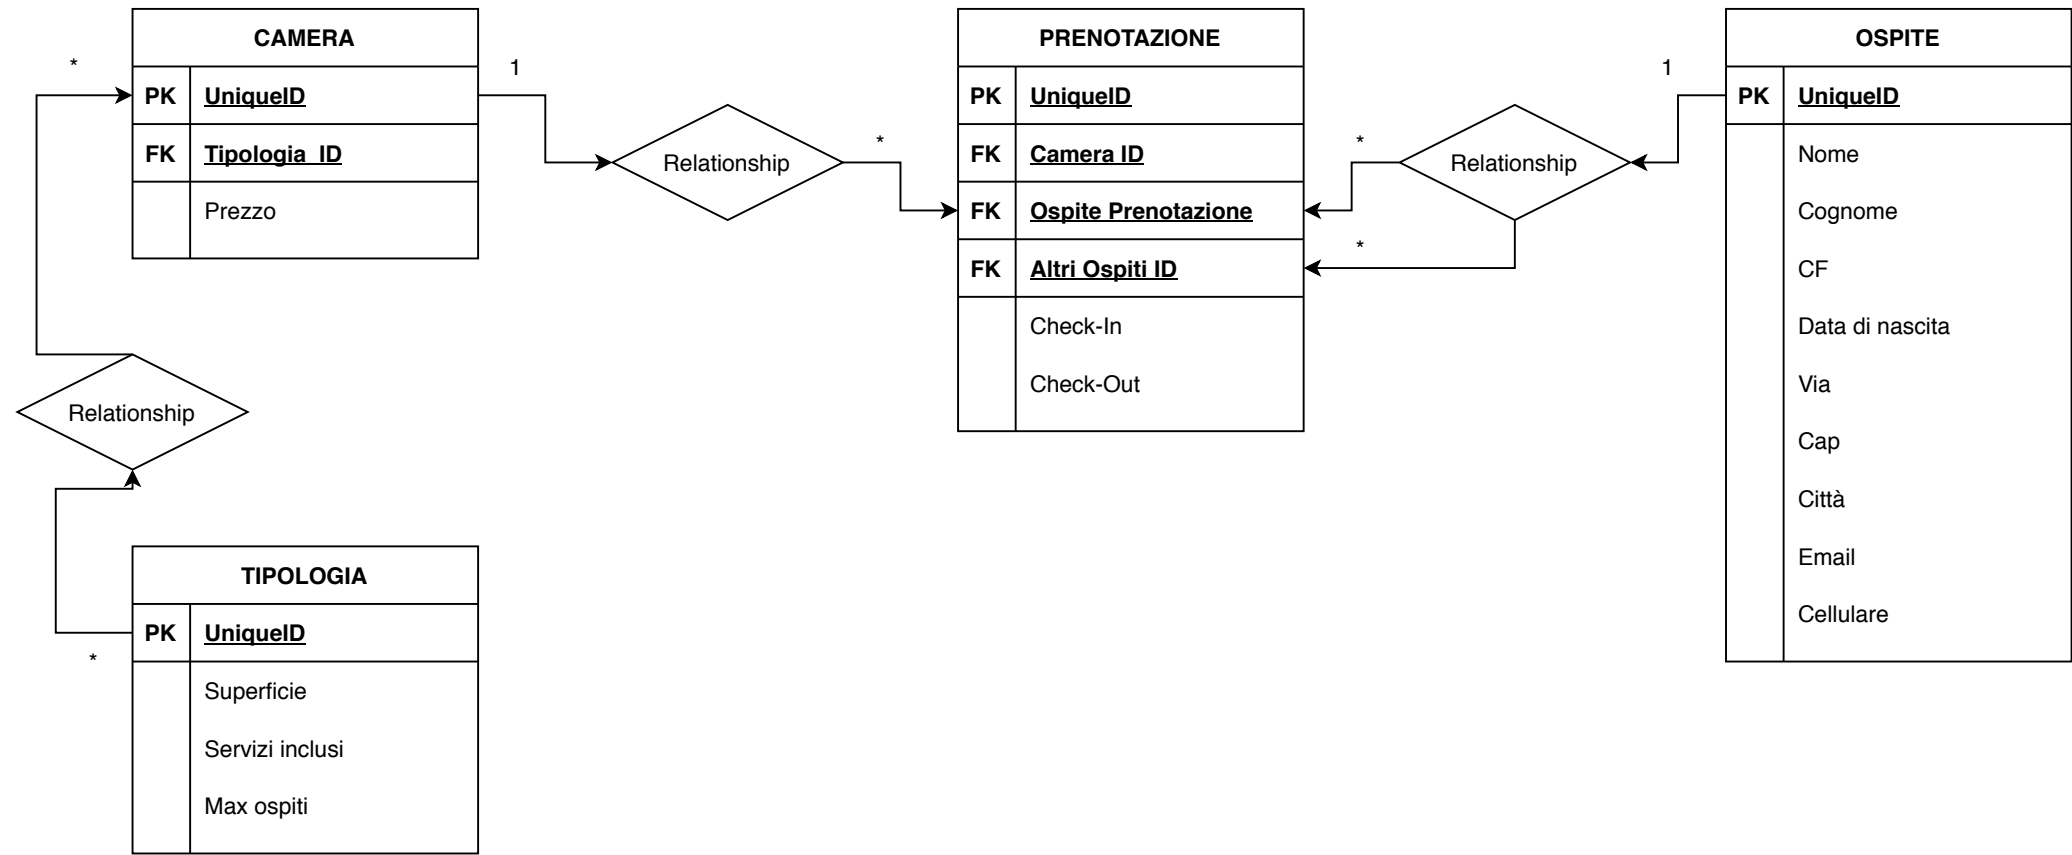 CAMERA
PK UniqueID
FK Tipologia_ID
Prezzo
*
1
Relationship
*
PRENOTAZIONE
PK UniqueID
FK Camera ID
FK Ospite Prenotazione
FK Altri Ospiti ID
Check-In
Check-Out
*
*
Relationship
1
OSPITE
PK UniqueID
Nome
Cognome
CF
Data di nascita
Via
Cap
Città
Email
Cellulare
Relationship
*
TIPOLOGIA
PK UniqueID
Superficie
Servizi inclusi
Max ospiti